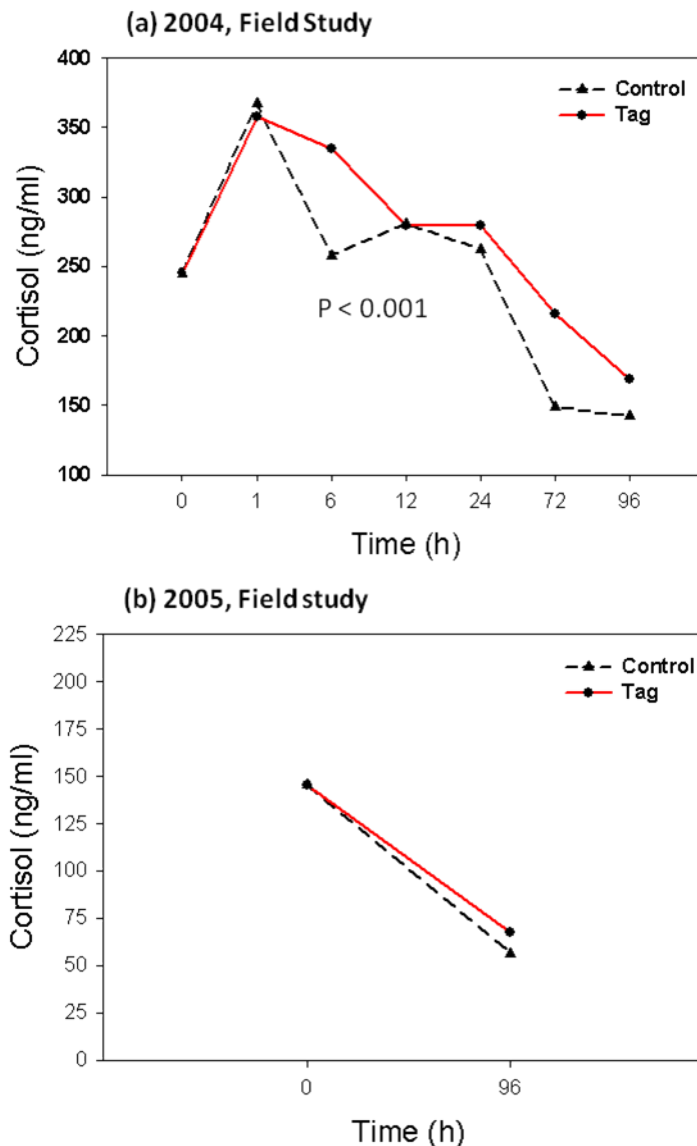 (a) 2004, Field Study
400
350
300
250
200
150
100
Cortisol (ng/ml)
Control
Tag
P < 0.001
0 1 6 12 24 72 96
Time (h)
(b) 2005, Field study
225
200
175
150
125
100
75
50
25
0
Cortisol (ng/ml)
Control
Tag
0 96
Time (h)